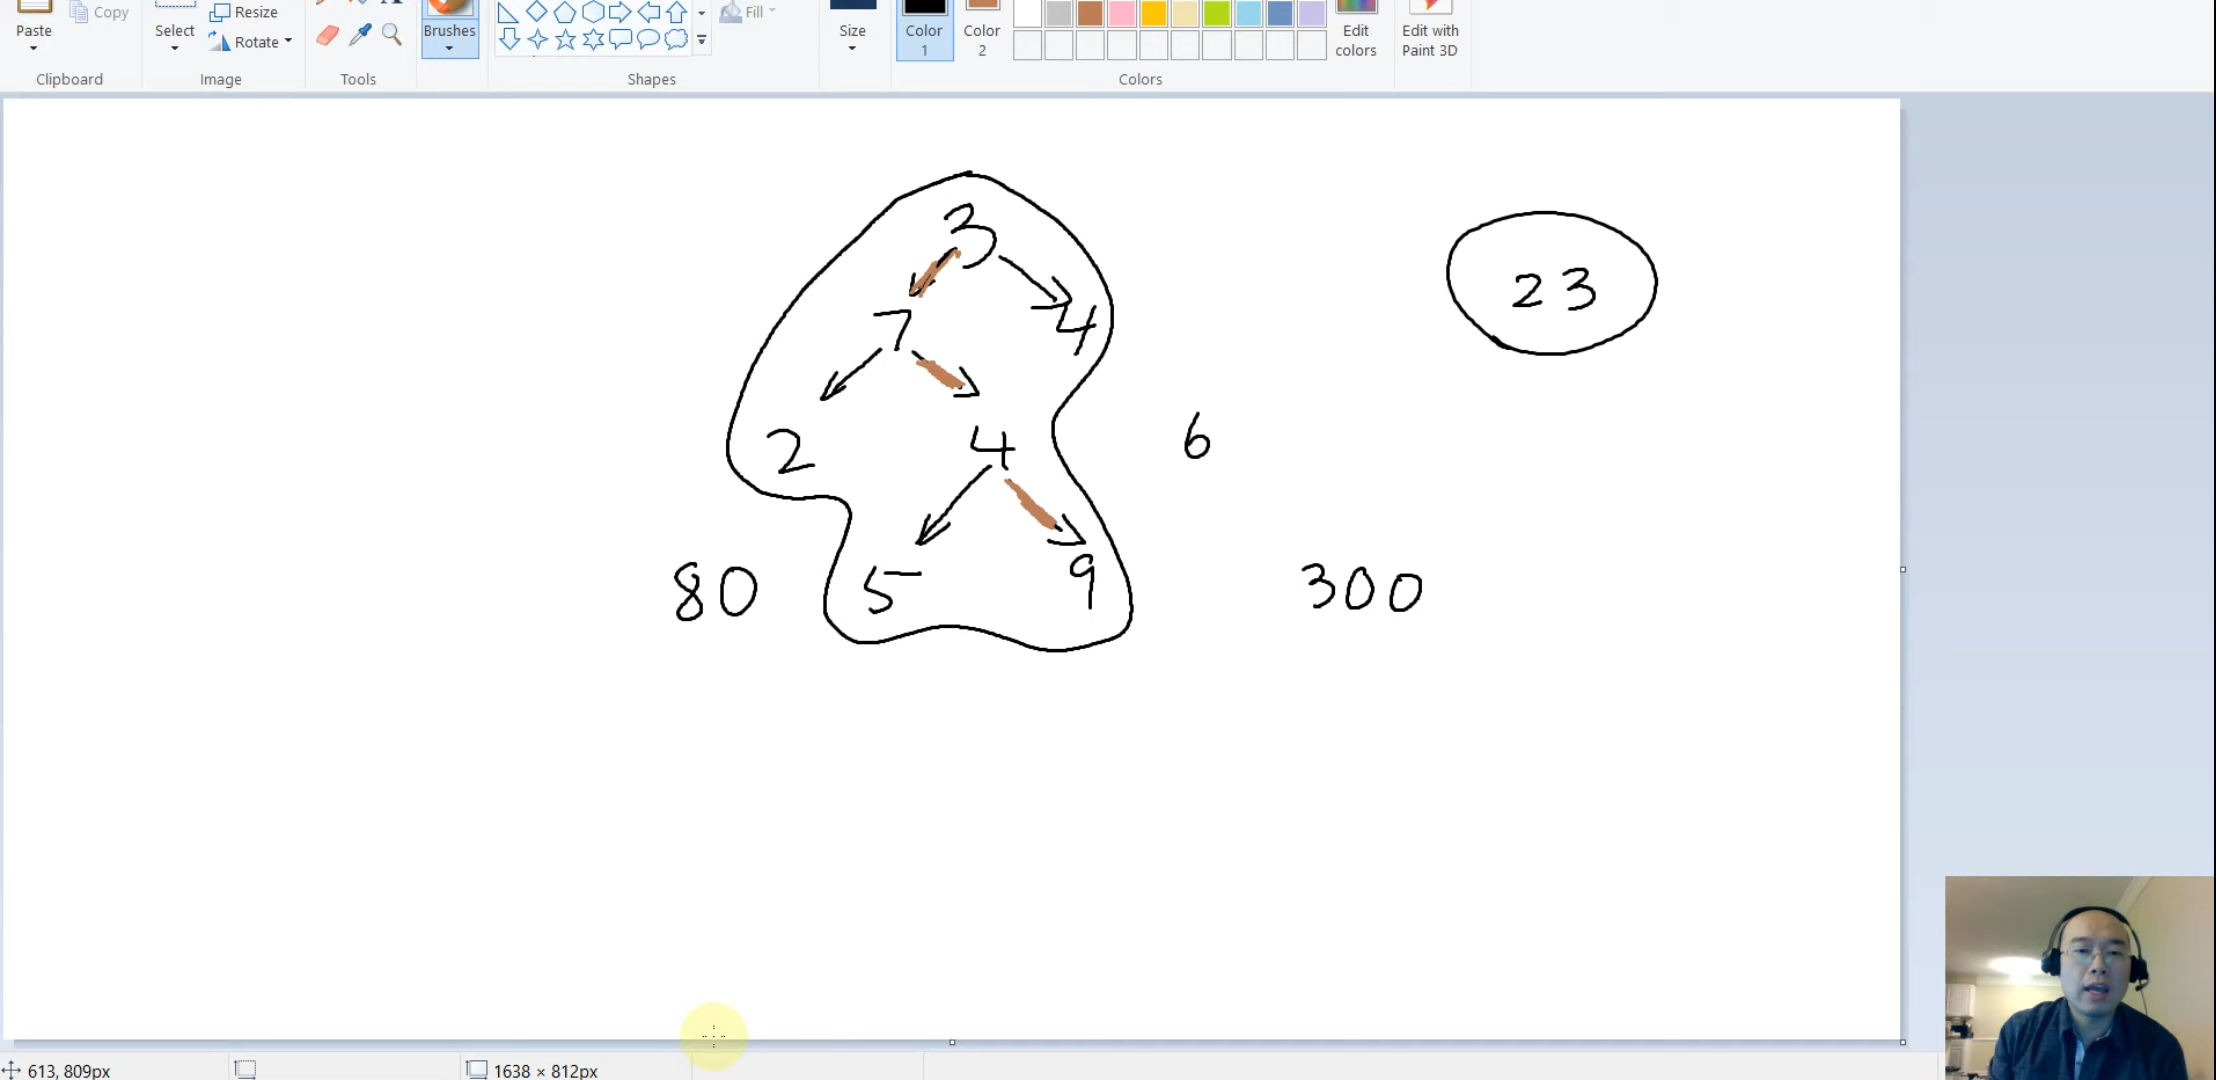 Copy
Resize
Paste
Select
Rotate
Brushes
Fill
Size
Color
1
Color
2
Edit
colors
Edit with
Paint 3D
Clipboard
Image
Tools
Shapes
Colors
3
23
7 4
2 4 6
80 5 9 300
613, 809px
1638 × 812px